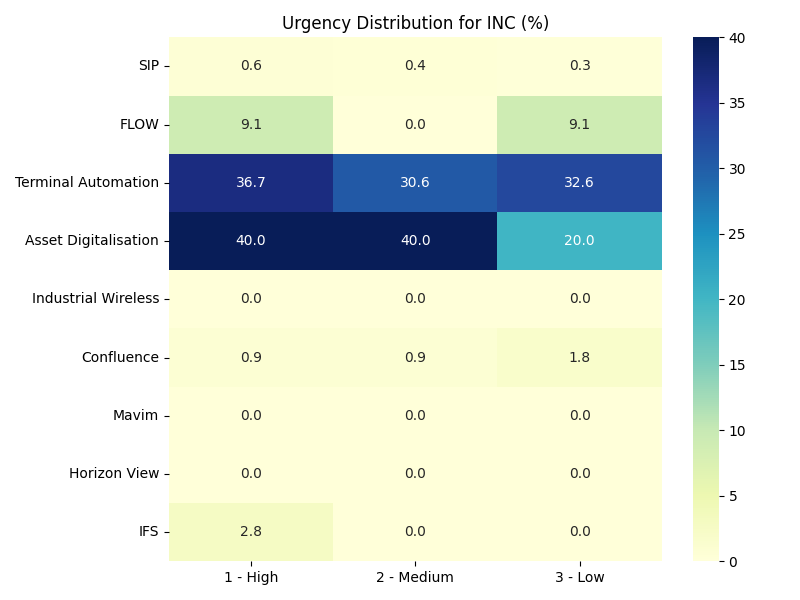 Urgency Distribution for INC (%)
SIP 0.6 0.4 0.3
FLOW 9.1 0.0 9.1
Terminal Automation 36.7 30.6 32.6
Asset Digitalisation 40.0 40.0 20.0
Industrial Wireless 0.0 0.0 0.0
Confluence 0.9 0.9 1.8
Mavim 0.0 0.0 0.0
Horizon View 0.0 0.0 0.0
IFS 2.8 0.0 0.0
1 - High 2 - Medium 3 - Low
40
35
30
25
20
15
10
5
0